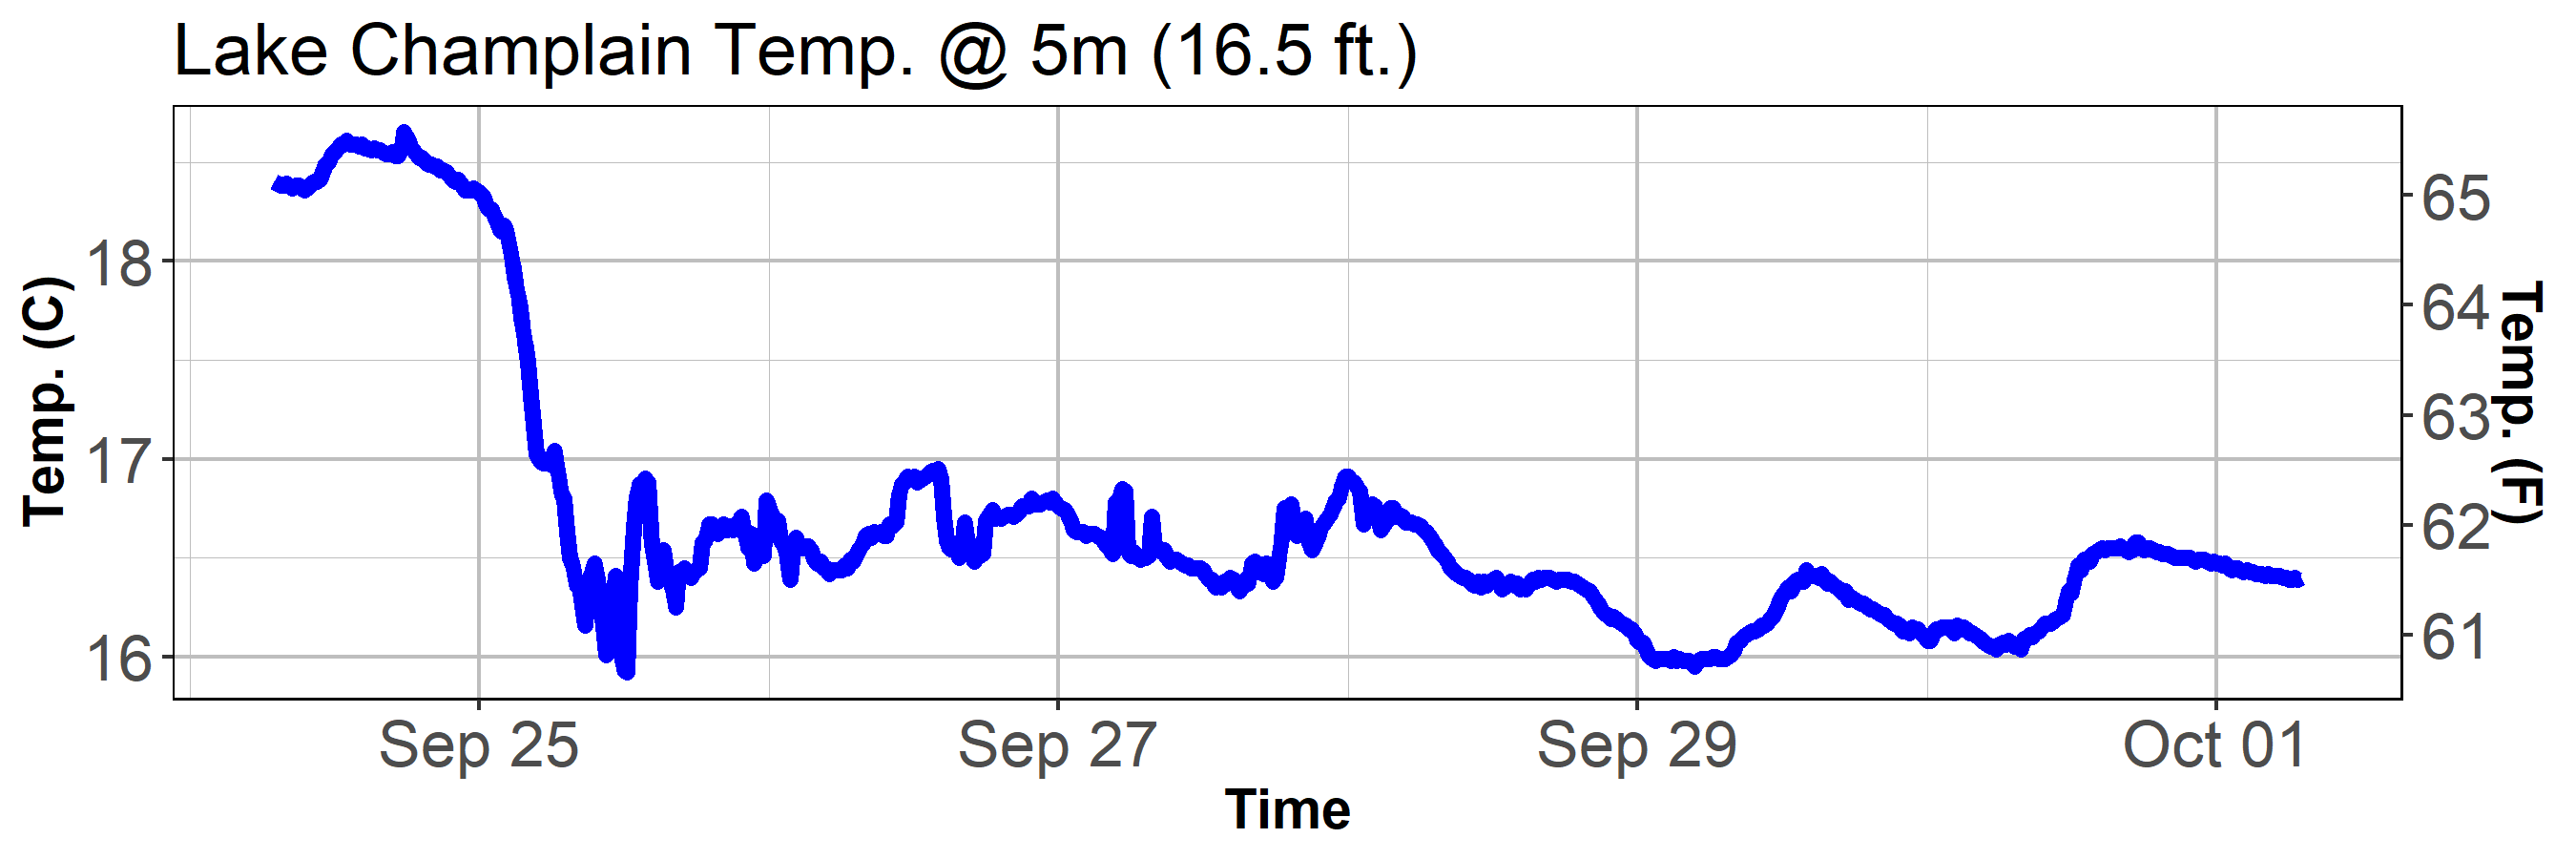 Lake Champlain Temp. @ 5m (16.5 ft.)
Temp. (C)
18
17
16
65
64
63
62
61
Temp. (F)
Sep 25
Sep 27
Sep 29
Oct 01
Time